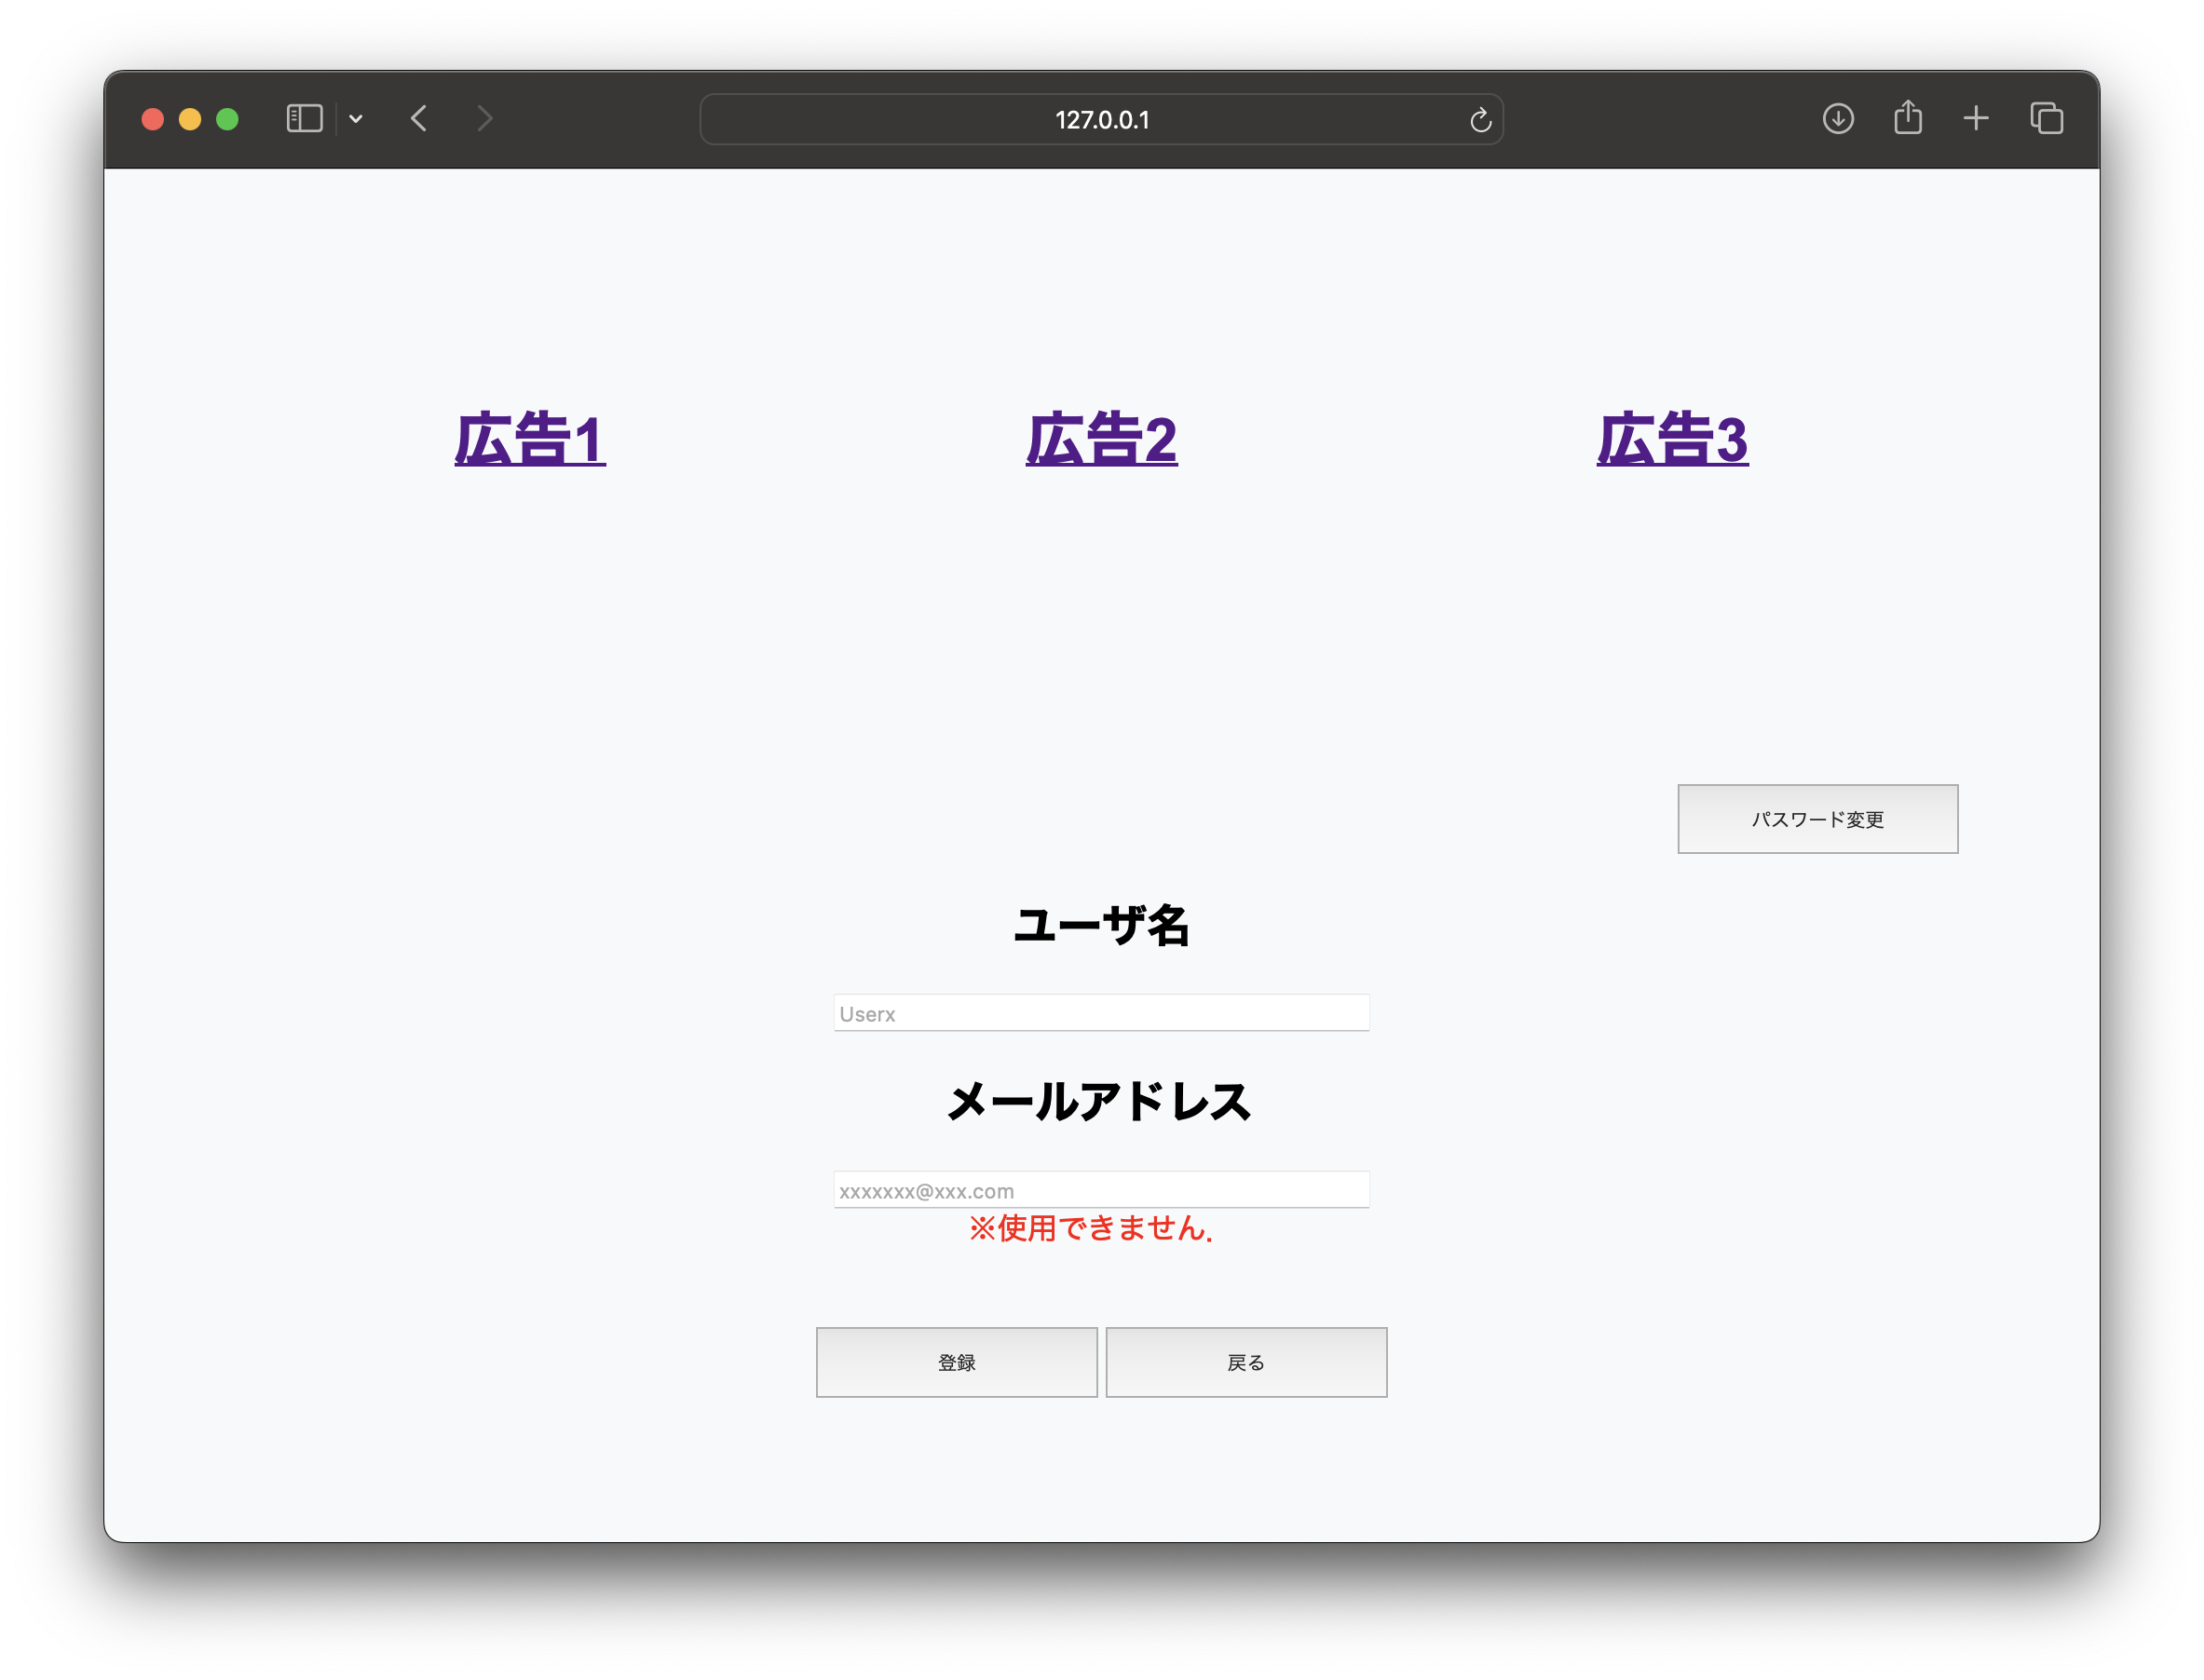 127.0.0.1
広告1 広告2 広告3
パスワード変更
ユーザ名
Userx
メールアドレス
xxxxxxx@xxx.com
※使用できません.
登録 戻る